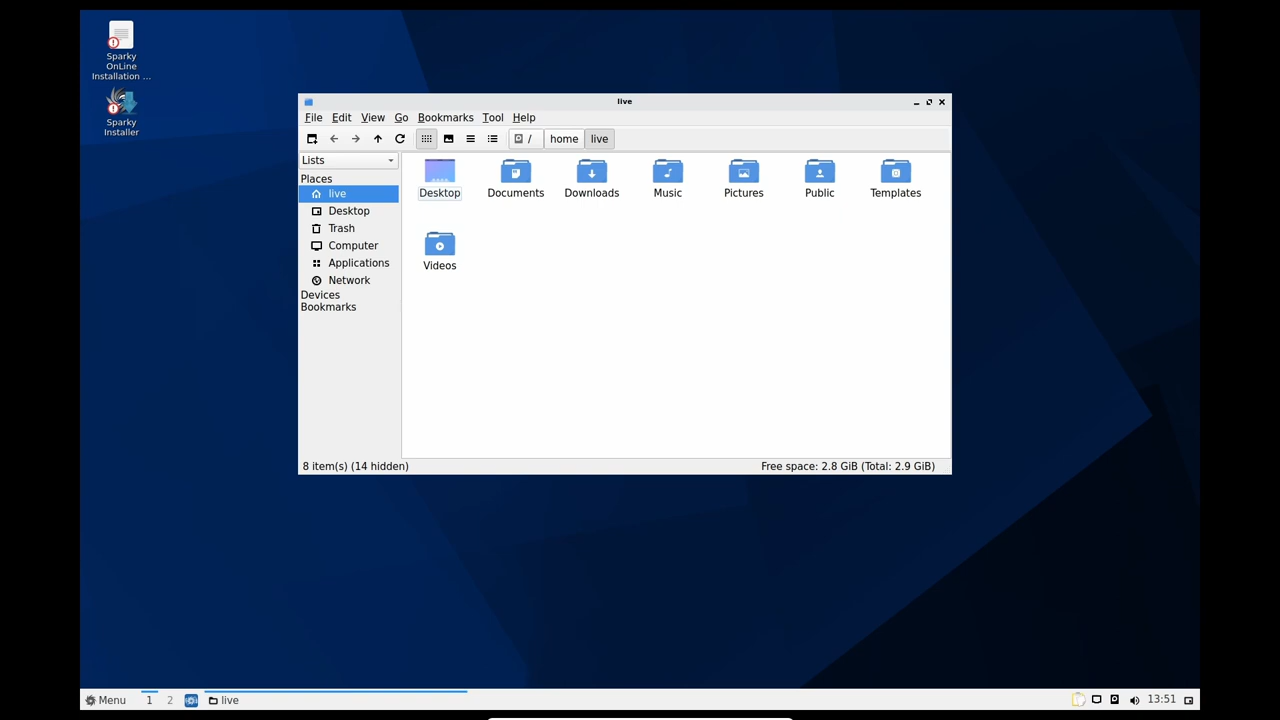 Sparky
OnLine
Installation ...
Sparky
Installer
live
File Edit View Go Bookmarks Tool Help
/ home live
Lists
Places
live
Desktop
Trash
Computer
Applications
Network
Devices
Bookmarks
Desktop Documents Downloads Music Pictures Public Templates
Videos
8 item(s) (14 hidden) Free space: 2.8 GiB (Total: 2.9 GiB)
Menu 1 2 live 13:51